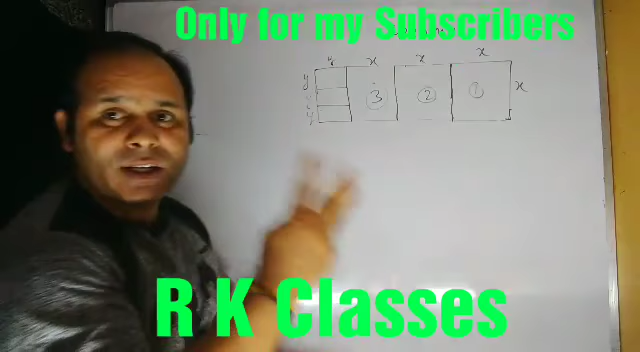 Only for my Subscribers
y x x x
y 3 2 1 x
y
y
R K Classes